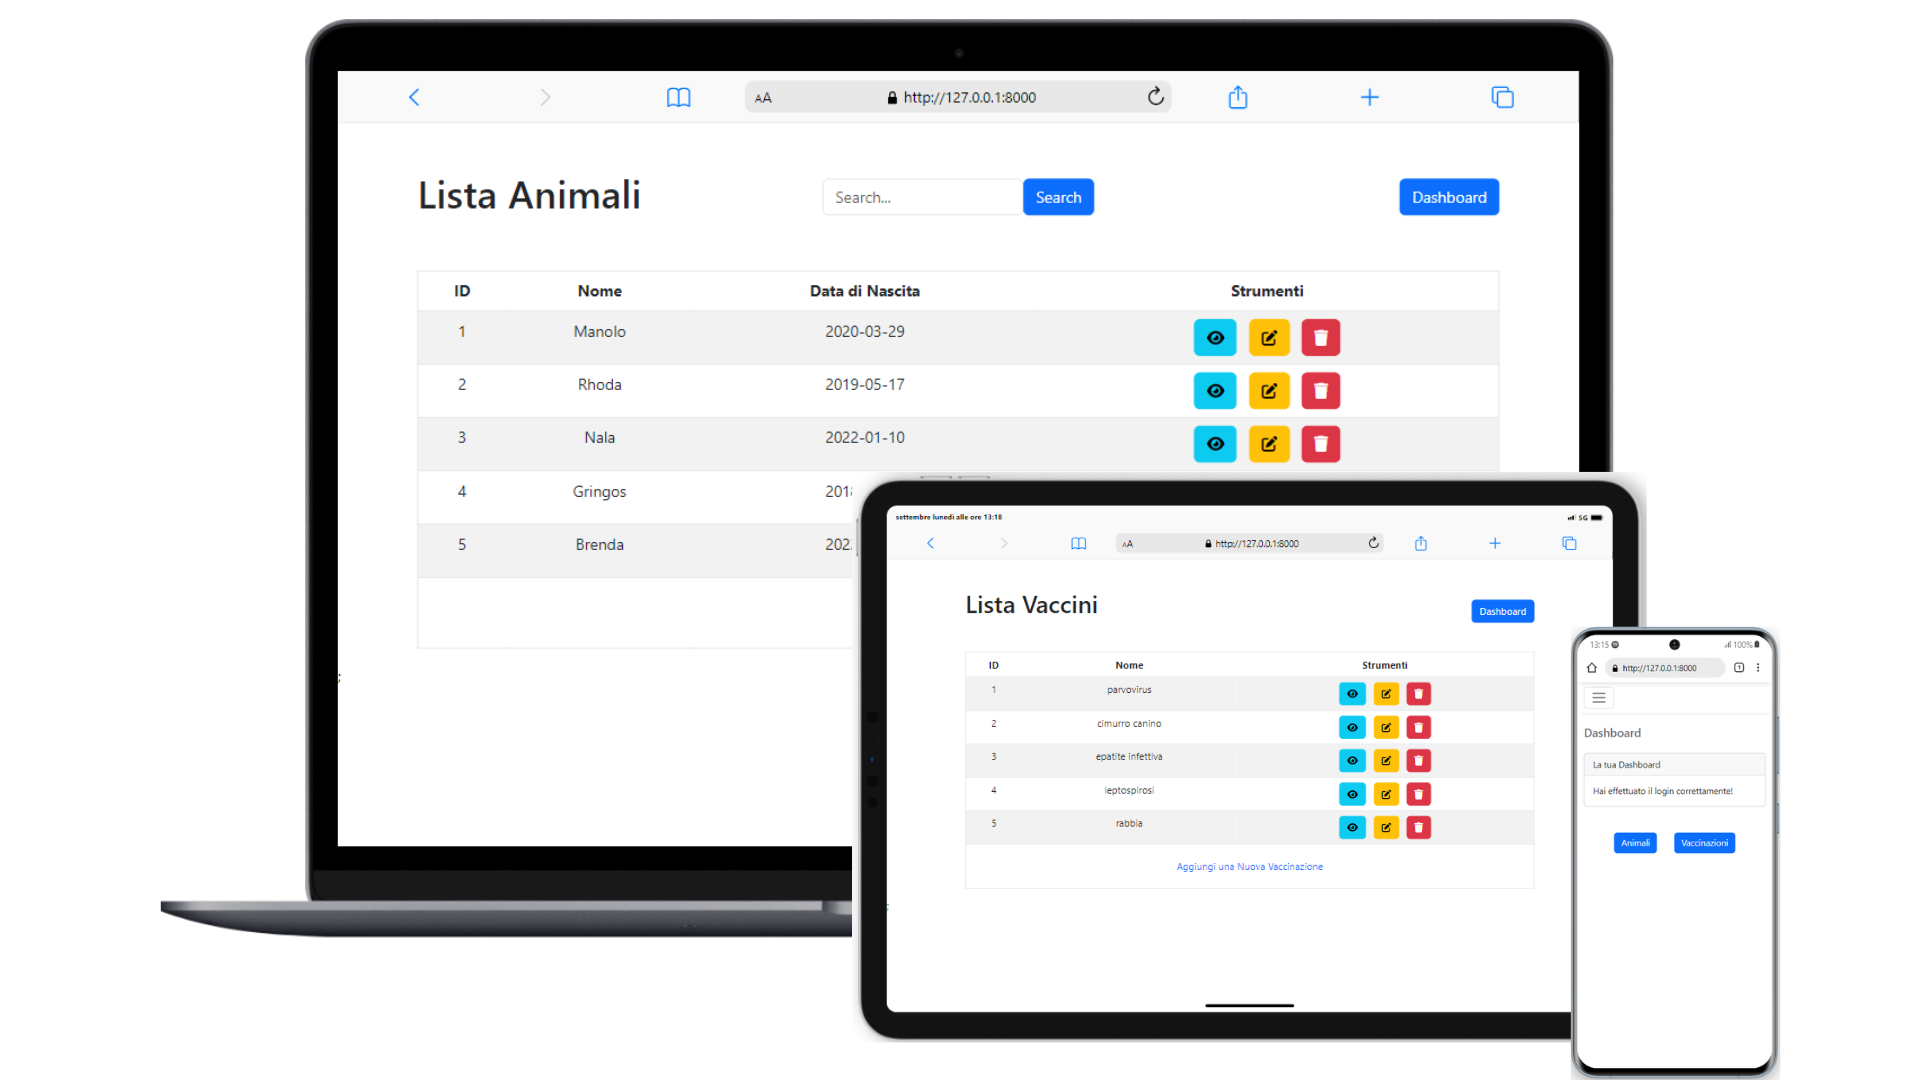 AA http://127.0.0.1:8000
Lista Animali Search... Search Dashboard
ID Nome Data di Nascita Strumenti
1 Manolo 2020-03-29
2 Rhoda 2019-05-17
3 Nala 2022-01-10
4 Gringos
5 Brenda
;
settembre lunedì alle ore 13:18 5G
AA http://127.0.0.1:8000
Lista Vaccini Dashboard
ID Nome Strumenti
1 parvovirus
2 cimurro canino
3 epatite infettiva
4 leptospirosi
5 rabbia
Aggiungi una Nuova Vaccinazione
;
13:15 100%
http://127.0.0.1:8000 1
Dashboard
La tua Dashboard
Hai effettuato il login correttamente!
Animali Vaccinazioni